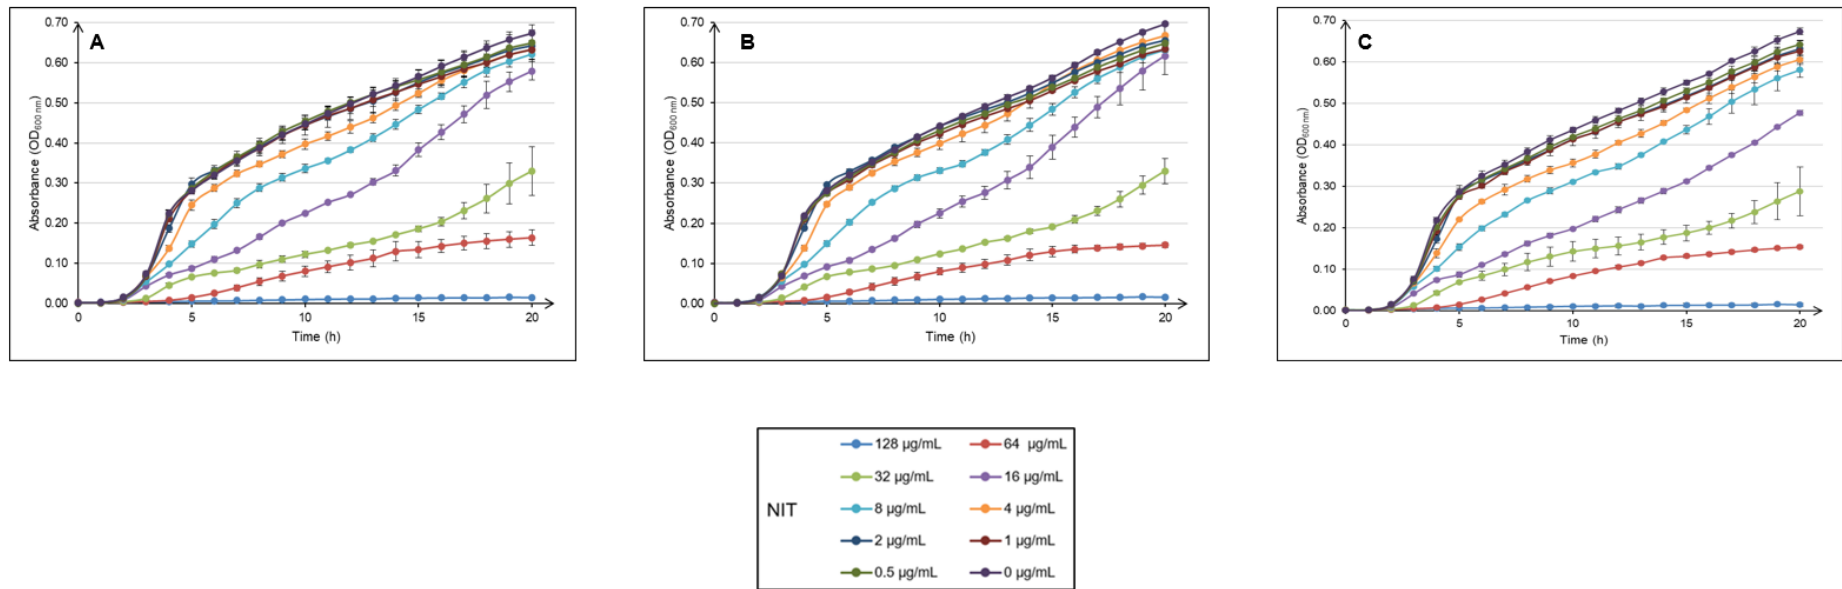 A
Absorbance (OD600 nm)
0.70
0.60
0.50
0.40
0.30
0.20
0.10
0.00
0 5 10 15 20
Time (h)
B
Absorbance (OD600 nm)
0.70
0.60
0.50
0.40
0.30
0.20
0.10
0.00
0 5 10 15 20
Time (h)
C
Absorbance (OD600 nm)
0.70
0.60
0.50
0.40
0.30
0.20
0.10
0.00
0 5 10 15 20
Time (h)
NIT
128 µg/mL 64 µg/mL
32 µg/mL 16 µg/mL
8 µg/mL 4 µg/mL
2 µg/mL 1 µg/mL
0.5 µg/mL 0 µg/mL